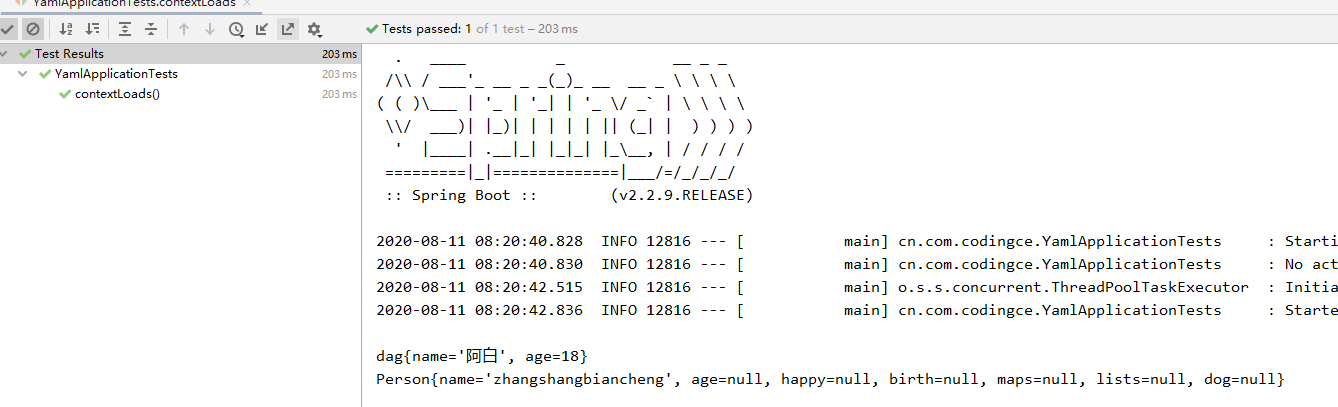 YamlApplicationTests.contextLoads
Tests passed: 1 of 1 test – 203 ms
Test Results 203 ms
YamlApplicationTests 203 ms
contextLoads() 203 ms
  .   ____          _            __ _ _
 /\\ / ___'_ __ _ _(_)_ __  __ _ \ \ \ \
( ( )\___ | '_ | '_| | '_ \/ _` | \ \ \ \
 \\/  ___)| |_)| | | | | || (_| |  ) ) ) )
  '  |____| .__|_| |_|_| |_\__, | / / / /
 =========|_|==============|___/=/_/_/_/
 :: Spring Boot ::        (v2.2.9.RELEASE)
2020-08-11 08:20:40.828  INFO 12816 --- [           main] cn.com.codingce.YamlApplicationTests     : Starti
2020-08-11 08:20:40.830  INFO 12816 --- [           main] cn.com.codingce.YamlApplicationTests     : No act
2020-08-11 08:20:42.515  INFO 12816 --- [           main] o.s.s.concurrent.ThreadPoolTaskExecutor  : Initia
2020-08-11 08:20:42.836  INFO 12816 --- [           main] cn.com.codingce.YamlApplicationTests     : Starte
dag{name='阿白', age=18}
Person{name='zhangshangbiancheng', age=null, happy=null, birth=null, maps=null, lists=null, dog=null}